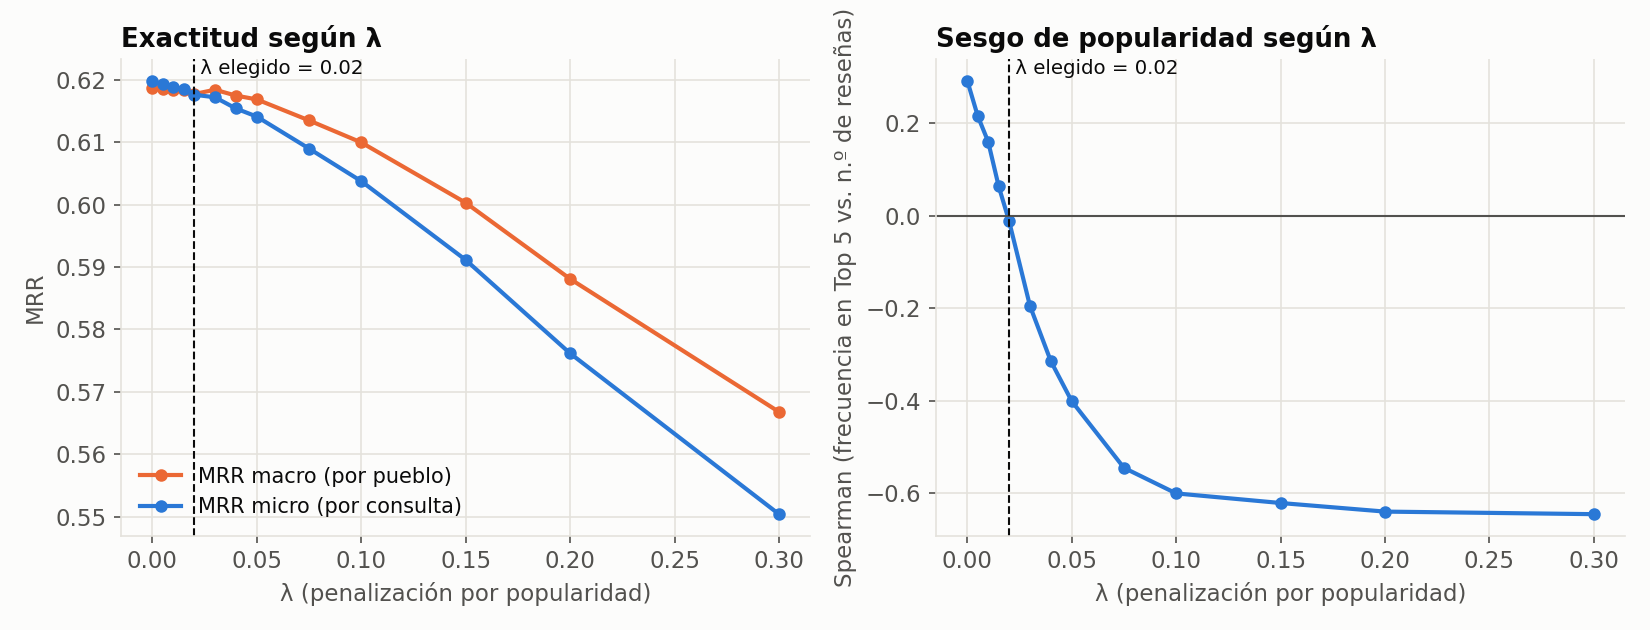 Exactitud según λ
λ elegido = 0.02
MRR
0.62
0.61
0.60
0.59
0.58
0.57
0.56
0.55
MRR macro (por pueblo)
MRR micro (por consulta)
0.00 0.05 0.10 0.15 0.20 0.25 0.30
λ (penalización por popularidad)
Sesgo de popularidad según λ
λ elegido = 0.02
Spearman (frecuencia en Top 5 vs. n.º de reseñas)
0.2
0.0
−0.2
−0.4
−0.6
0.00 0.05 0.10 0.15 0.20 0.25 0.30
λ (penalización por popularidad)